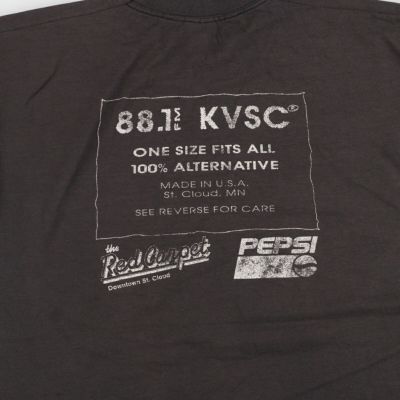 88.1 FM KVSC®
ONE SIZE FITS ALL
100% ALTERNATIVE
MADE IN U.S.A.
St. Cloud, MN
SEE REVERSE FOR CARE
the
Red Carpet
Downtown St. Cloud
PEPSI